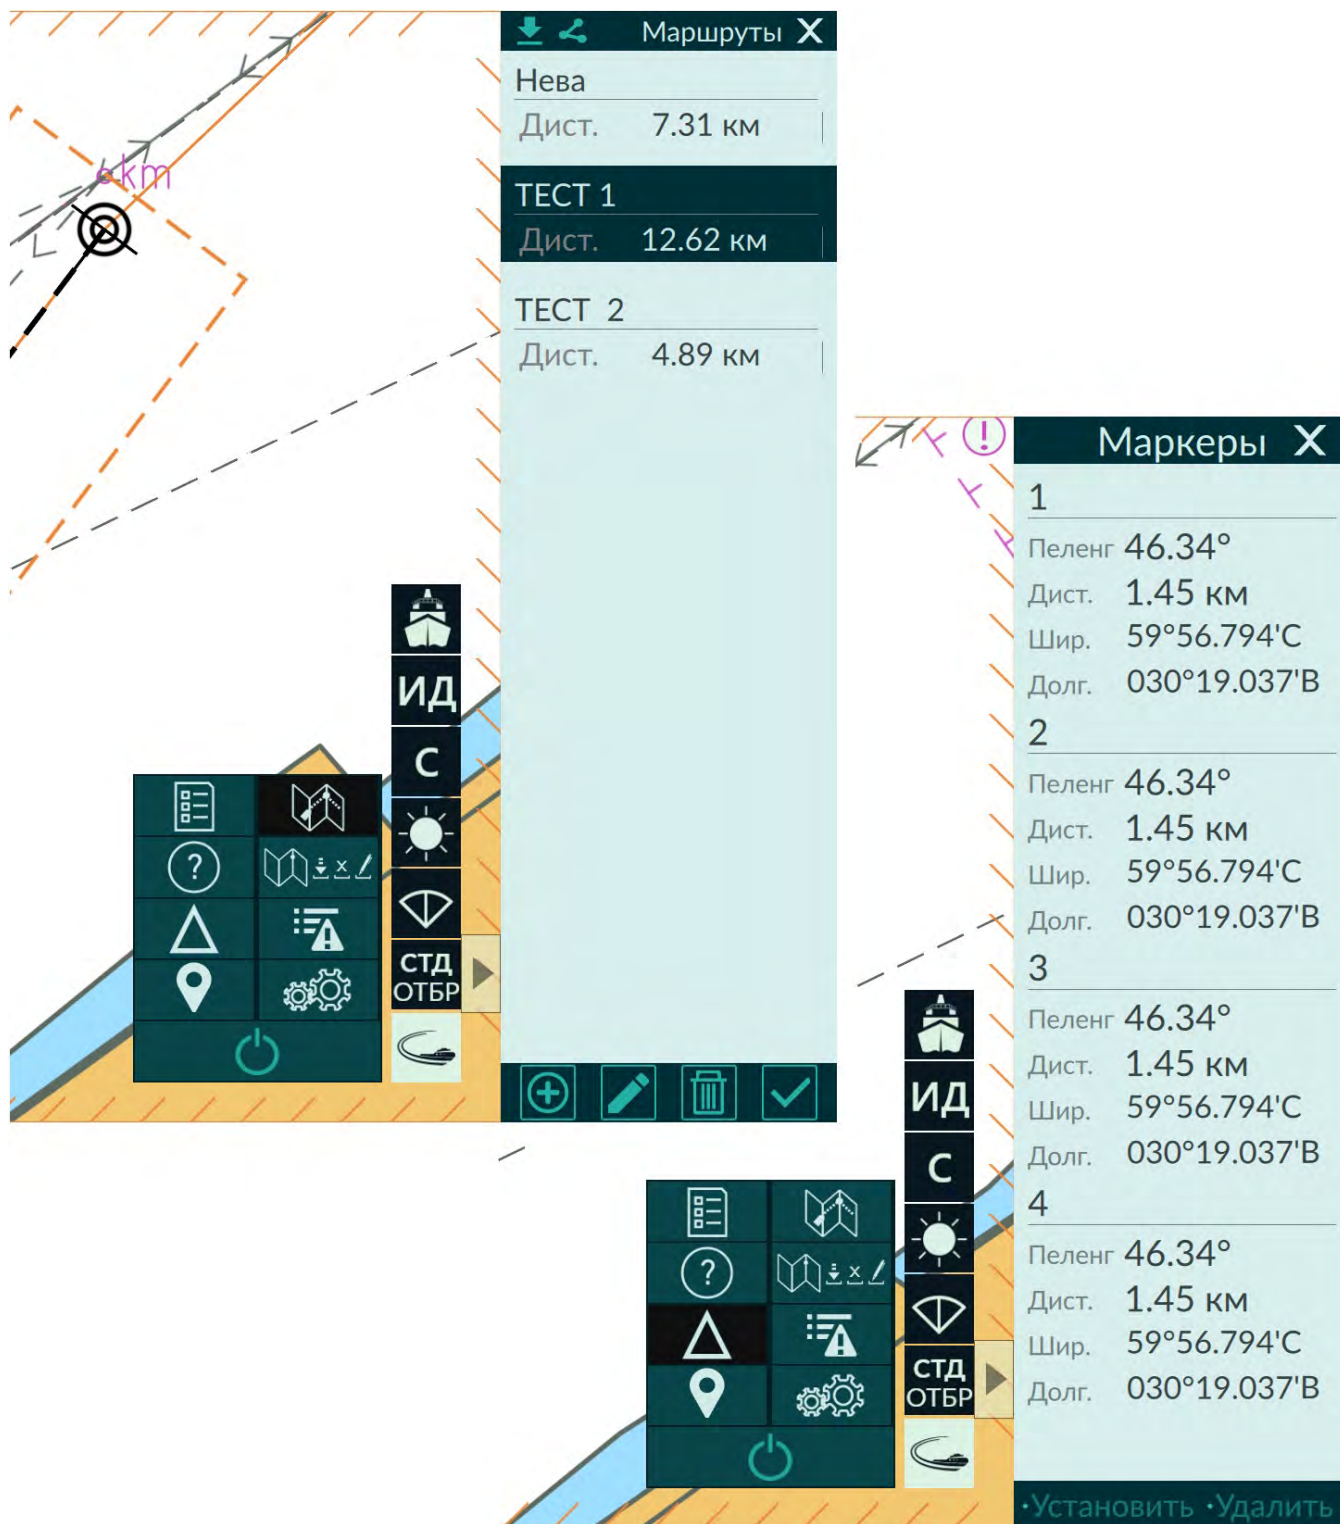 Маршруты X
Нева
Дист. 7.31 км
ТЕСТ 1
Дист. 12.62 км
ТЕСТ 2
Дист. 4.89 км
km
ИД
С
?
СТД
ОТБР
Маркеры X
1
Пеленг 46.34°
Дист. 1.45 км
Шир. 59°56.794'С
Долг. 030°19.037'В
2
Пеленг 46.34°
Дист. 1.45 км
Шир. 59°56.794'С
Долг. 030°19.037'В
3
Пеленг 46.34°
Дист. 1.45 км
Шир. 59°56.794'С
Долг. 030°19.037'В
4
Пеленг 46.34°
Дист. 1.45 км
Шир. 59°56.794'С
Долг. 030°19.037'В
ИД
С
?
СТД
ОТБР
·Установить ·Удалить